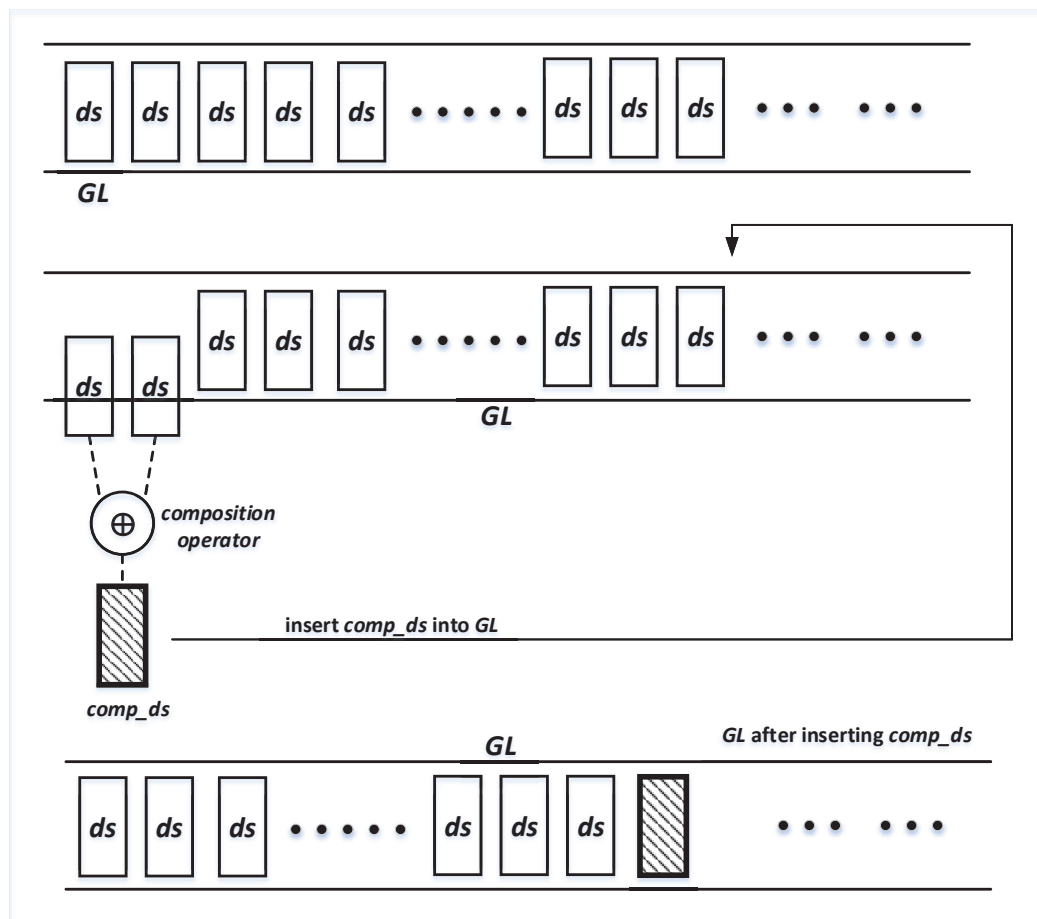 ds ds ds ds ds ds ds ds
GL
ds ds ds ds ds ds
ds ds
GL
⊕
composition
operator
insert comp_ds into GL
comp_ds
GL after inserting comp_ds
GL
ds ds ds ds ds ds